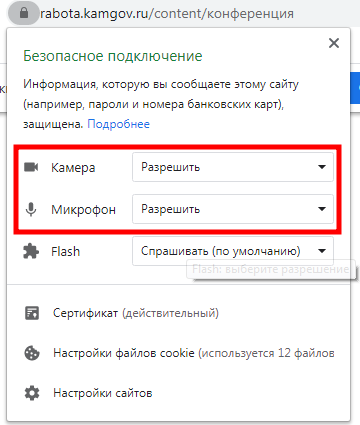 rabota.kamgov.ru/content/конференция
Безопасное подключение
Информация, которую вы сообщаете этому сайту
(например, пароли и номера банковских карт),
защищена. Подробнее
Камера Разрешить
Микрофон Разрешить
Flash Спрашивать (по умолчанию)
Flash: выберите разрешение
Сертификат (действительный)
Настройки файлов cookie (используется 12 файлов
Настройки сайтов